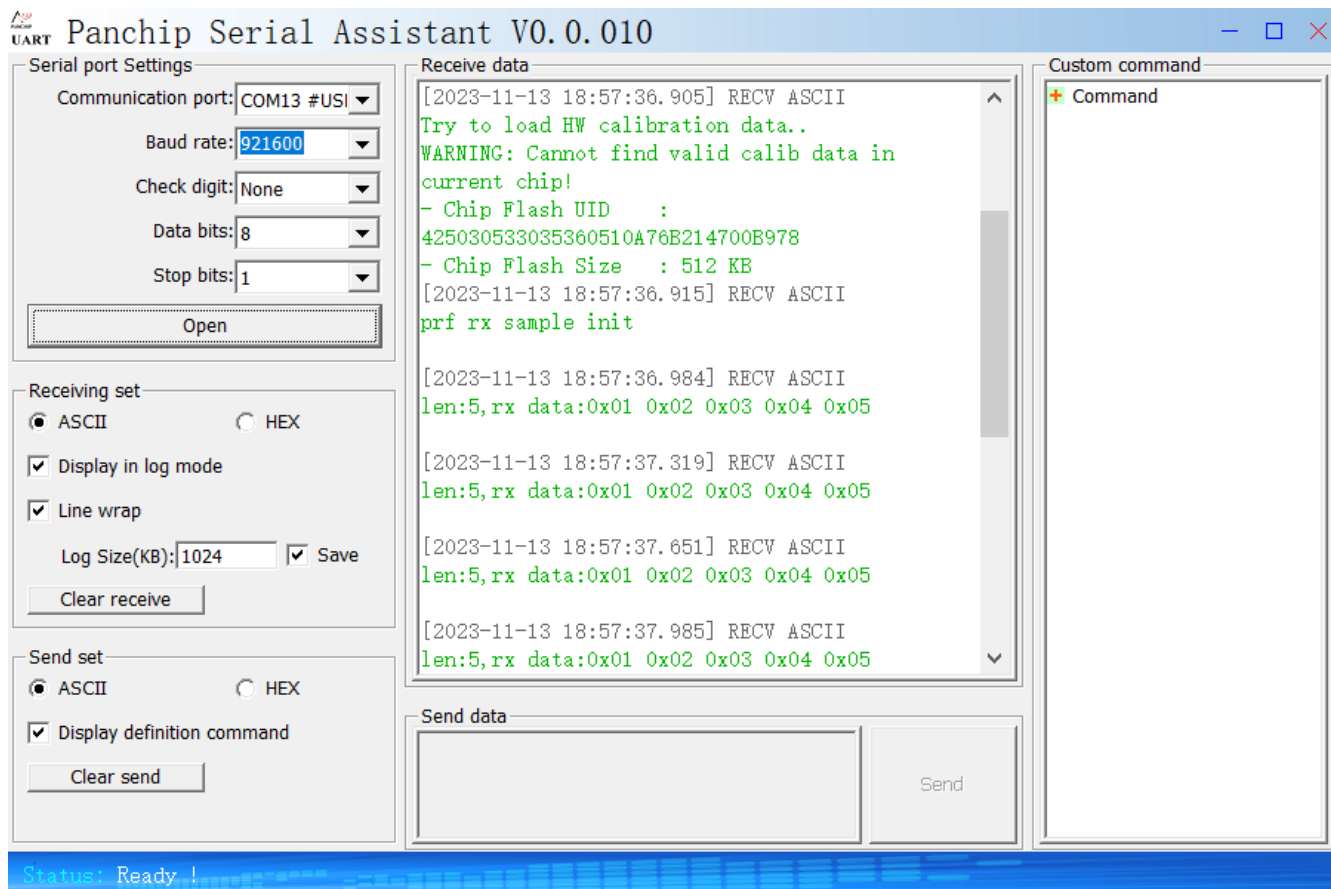 PANCHIP
UART Panchip Serial Assistant V0.0.010
Serial port Settings
Communication port: COM13 #USI
Baud rate: 921600
Check digit: None
Data bits: 8
Stop bits: 1
Open
Receiving set
ASCII HEX
Display in log mode
Line wrap
Log Size(KB): 1024 Save
Clear receive
Send set
ASCII HEX
Display definition command
Clear send
Receive data
[2023-11-13 18:57:36.905] RECV ASCII
Try to load HW calibration data..
WARNING: Cannot find valid calib data in
current chip!
- Chip Flash UID :
425030533035360510A76B214700B978
- Chip Flash Size : 512 KB
[2023-11-13 18:57:36.915] RECV ASCII
prf rx sample init
[2023-11-13 18:57:36.984] RECV ASCII
len:5,rx data:0x01 0x02 0x03 0x04 0x05
[2023-11-13 18:57:37.319] RECV ASCII
len:5,rx data:0x01 0x02 0x03 0x04 0x05
[2023-11-13 18:57:37.651] RECV ASCII
len:5,rx data:0x01 0x02 0x03 0x04 0x05
[2023-11-13 18:57:37.985] RECV ASCII
len:5,rx data:0x01 0x02 0x03 0x04 0x05
Send data
Send
Custom command
Command
Status: Ready !